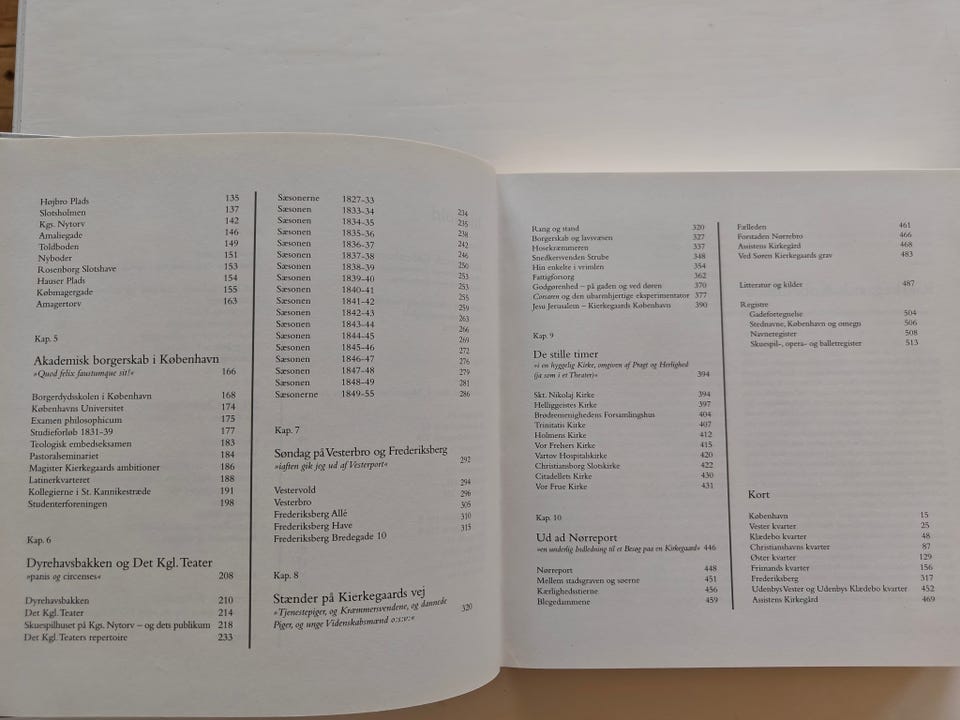 Højbro Plads 135
Slotsholmen 137
Kgs. Nytorv 142
Amaliegade 146
Toldboden 149
Nyboder 151
Rosenborg Slotshave 153
Hauser Plads 154
Købmagergade 155
Amagertorv 163
Kap. 5
Akademisk borgerskab i København
»Quod felix faustumque sit!« 166
Borgerdydsskolen i København 168
Københavns Universitet 174
Examen philosophicum 175
Studieforløb 1831-39 177
Teologisk embedseksamen 183
Pastoralseminariet 184
Magister Kierkegaards ambitioner 186
Latinerkvarteret 188
Kollegierne i St. Kannikestræde 191
Studenterforeningen 198
Kap. 6
Dyrehavsbakken og Det Kgl. Teater
»panis og circenses« 208
Dyrehavsbakken 210
Det Kgl. Teater 214
Skuespilhuset på Kgs. Nytorv – og dets publikum 218
Det Kgl. Teaters repertoire 233
Sæsonerne 1827-33 234
Sæsonen 1833-34 235
Sæsonen 1834-35 238
Sæsonen 1835-36 242
Sæsonen 1836-37 246
Sæsonen 1837-38 250
Sæsonen 1838-39 253
Sæsonen 1839-40 253
Sæsonen 1840-41 255
Sæsonen 1841-42 259
Sæsonen 1842-43 263
Sæsonen 1843-44 266
Sæsonen 1844-45 269
Sæsonen 1845-46 272
Sæsonen 1846-47 276
Sæsonen 1847-48 279
Sæsonen 1848-49 281
Sæsonerne 1849-55 286
Kap. 7
Søndag på Vesterbro og Frederiksberg
»iaften gik jeg ud af Vesterport« 292
Vestervold 294
Vesterbro 296
Frederiksberg Allé 305
Frederiksberg Have 310
Frederiksberg Bredegade 10 315
Kap. 8
Stænder på Kierkegaards vej
»Tjenestepiger, og Kræmmersvendene, og dannede
Piger, og unge Videnskabsmænd o:s:v:« 320
Rang og stand 320
Borgerskab og lavsvæsen 327
Hosekræmmeren 337
Snedkersvenden Strube 348
Hin enkelte i vrimlen 354
Fattigforsorg 362
Godgørenhed – på gaden og ved døren 370
Corsaren og den ubarmhjertige eksperimentator 377
Jesu Jerusalem – Kierkegaards København 390
Kap. 9
De stille timer
»i en hyggelig Kirke, omgiven af Pragt og Herlighed
(ja som i et Theater)« 394
Skt. Nikolaj Kirke 394
Helliggeistes Kirke 397
Brødremenighedens Forsamlingshus 404
Trinitatis Kirke 407
Holmens Kirke 412
Vor Frelsers Kirke 415
Vartov Hospitalskirke 420
Christiansborg Slotskirke 422
Citadellets Kirke 430
Vor Frue Kirke 431
Kap. 10
Ud ad Nørreport
»en underlig Indledning til et Besøg paa en Kirkegaard« 446
Nørreport 448
Mellem stadsgraven og søerne 451
Kærlighedsstierne 456
Blegedammene 459
Fælleden 461
Forstaden Nørrebro 466
Assistens Kirkegård 468
Ved Søren Kierkegaards grav 483
Litteratur og kilder 487
Registre
Gadefortegnelse 504
Stednavne, København og omegn 506
Navneregister 508
Skuespil-, opera- og balletregister 513
Kort
København 15
Vester kvarter 25
Klædebo kvarter 48
Christianshavns kvarter 87
Øster kvarter 129
Frimands kvarter 156
Frederiksberg 317
Udenbys Vester og Udenbys Klædebo kvarter 452
Assistens Kirkegård 469